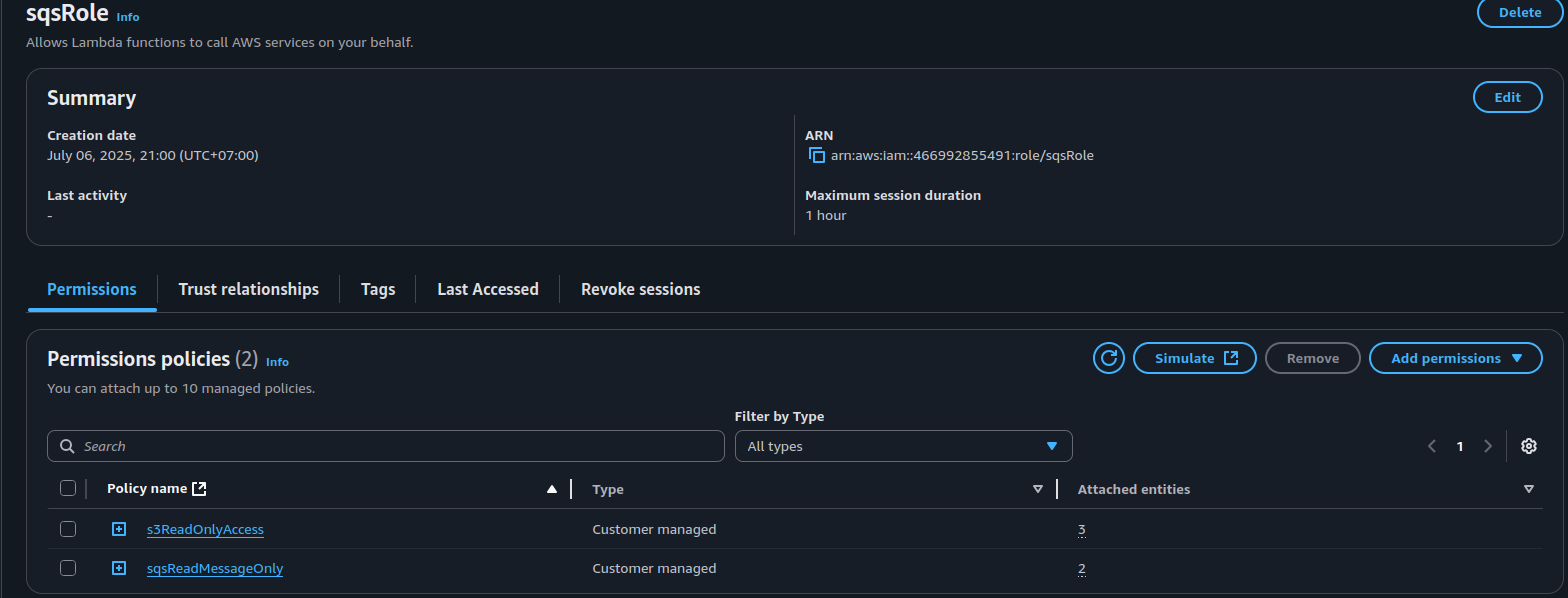 sqsRole Info
Delete
Allows Lambda functions to call AWS services on your behalf.
Summary
Edit
Creation date
July 06, 2025, 21:00 (UTC+07:00)
ARN
arn:aws:iam::466992855491:role/sqsRole
Last activity
-
Maximum session duration
1 hour
Permissions
Trust relationships
Tags
Last Accessed
Revoke sessions
Permissions policies (2) Info
Simulate
Remove
Add permissions
You can attach up to 10 managed policies.
Filter by Type
Search
All types
1
Policy name
Type
Attached entities
s3ReadOnlyAccess
Customer managed
3
sqsReadMessageOnly
Customer managed
2